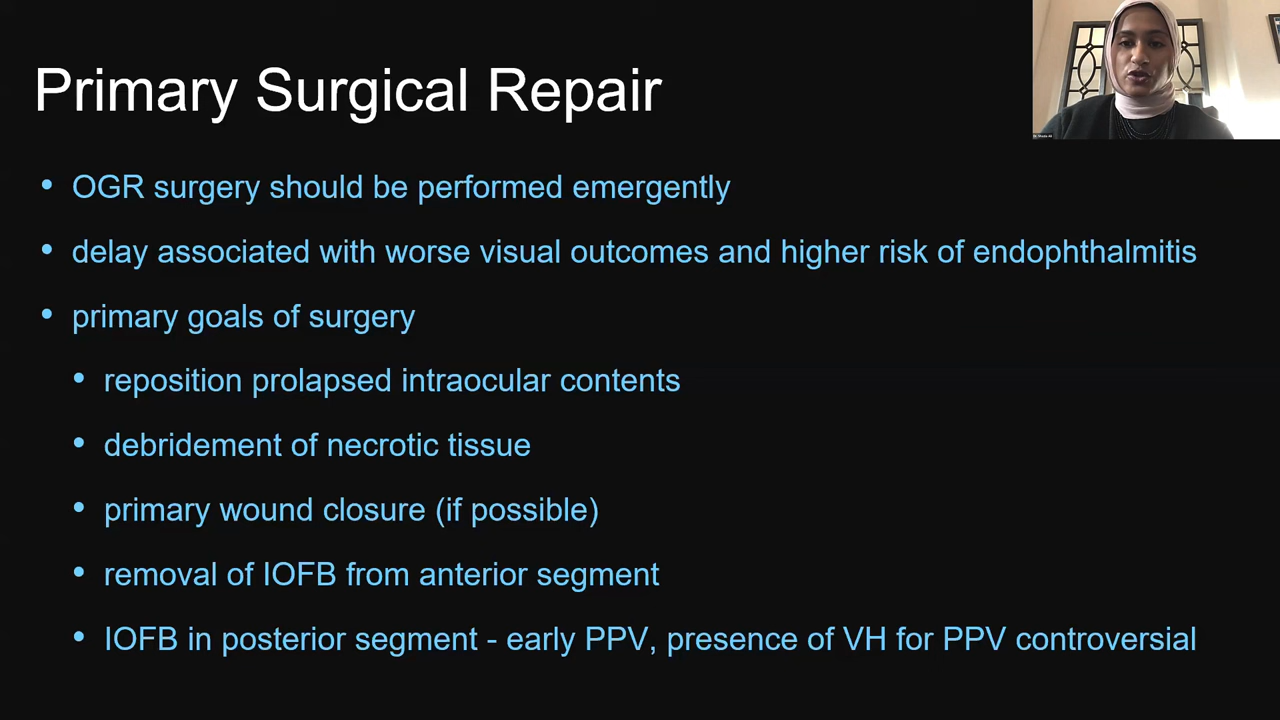 Primary Surgical Repair
• OGR surgery should be performed emergently
• delay associated with worse visual outcomes and higher risk of endophthalmitis
• primary goals of surgery
• reposition prolapsed intraocular contents
• debridement of necrotic tissue
• primary wound closure (if possible)
• removal of IOFB from anterior segment
• IOFB in posterior segment - early PPV, presence of VH for PPV controversial